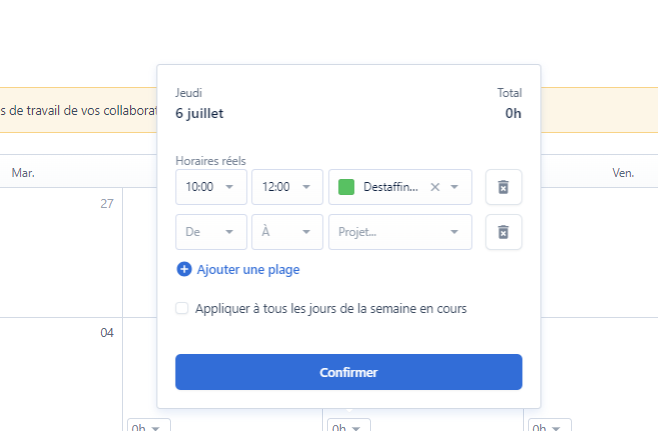 Jeudi
Total
6 juillet
0h
s de travail de vos collaborat
Horaires réels
Mar.
Ven.
10:00
12:00
Destaffin...
27
De
À
Projet...
Ajouter une plage
Appliquer à tous les jours de la semaine en cours
04
Confirmer
0h
0h
0h